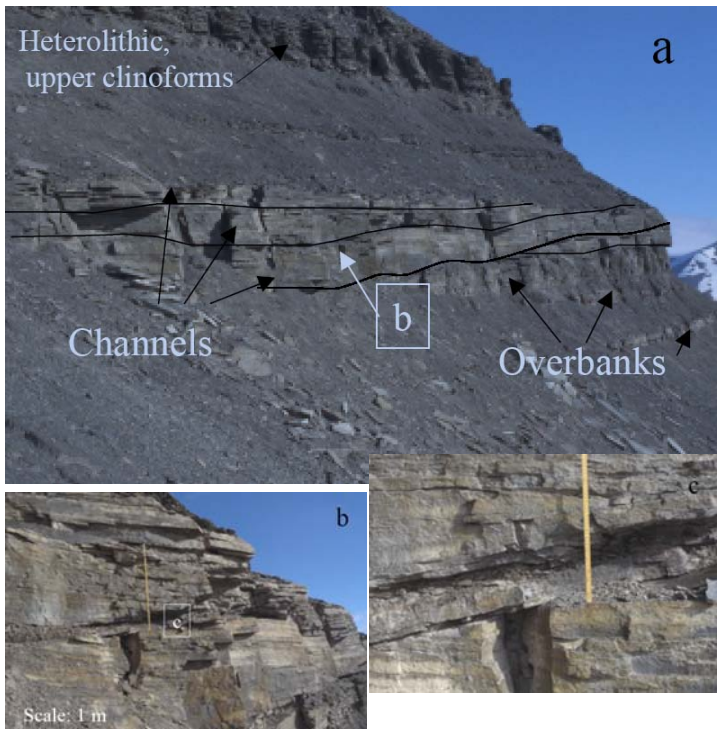 Heterolithic,
upper clinoforms
a
Channels
b
Overbanks
b
c
Scale: 1 m
c